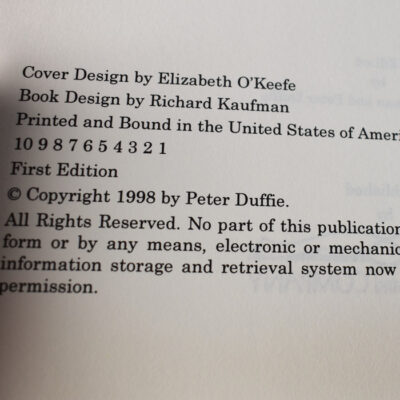 Cover Design by Elizabeth O'Keefe
Book Design by Richard Kaufman
Printed and Bound in the United States of Ameri
10 9 8 7 6 5 4 3 2 1
First Edition
© Copyright 1998 by Peter Duffie.
All Rights Reserved. No part of this publication
form or by any means, electronic or mechanic
information storage and retrieval system now
permission.